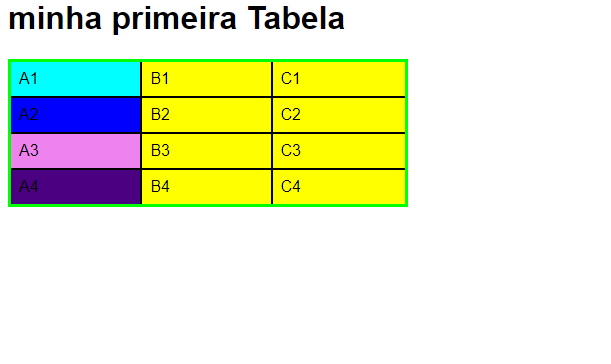 minha primeira Tabela
A1 B1 C1
A2 B2 C2
A3 B3 C3
A4 B4 C4